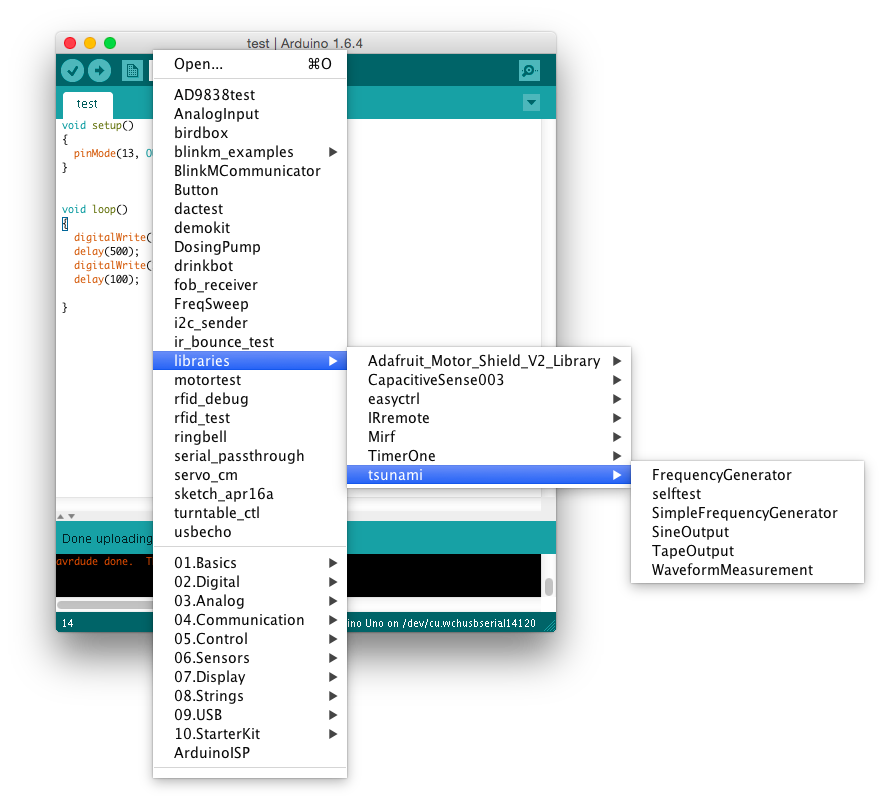 test | Arduino 1.6.4
Open... ⌘O
test
AD9838test
AnalogInput
birdbox
blinkm_examples
BlinkMCommunicator
Button
dactest
demokit
DosingPump
drinkbot
fob_receiver
FreqSweep
i2c_sender
ir_bounce_test
libraries
motortest
rfid_debug
rfid_test
ringbell
serial_passthrough
servo_cm
sketch_apr16a
turntable_ctl
usbecho
01.Basics
02.Digital
03.Analog
04.Communication
05.Control
06.Sensors
07.Display
08.Strings
09.USB
10.StarterKit
ArduinoISP
Adafruit_Motor_Shield_V2_Library
CapacitiveSense003
easyctrl
IRremote
Mirf
TimerOne
tsunami
FrequencyGenerator
selftest
SimpleFrequencyGenerator
SineOutput
TapeOutput
WaveformMeasurement
void setup()
{
pinMode(13, O
}
void loop()
{
digitalWrite(
delay(500);
digitalWrite(
delay(100);
}
Done uploading
avrdude done. T
14
ino Uno on /dev/cu.wchusbserial14120